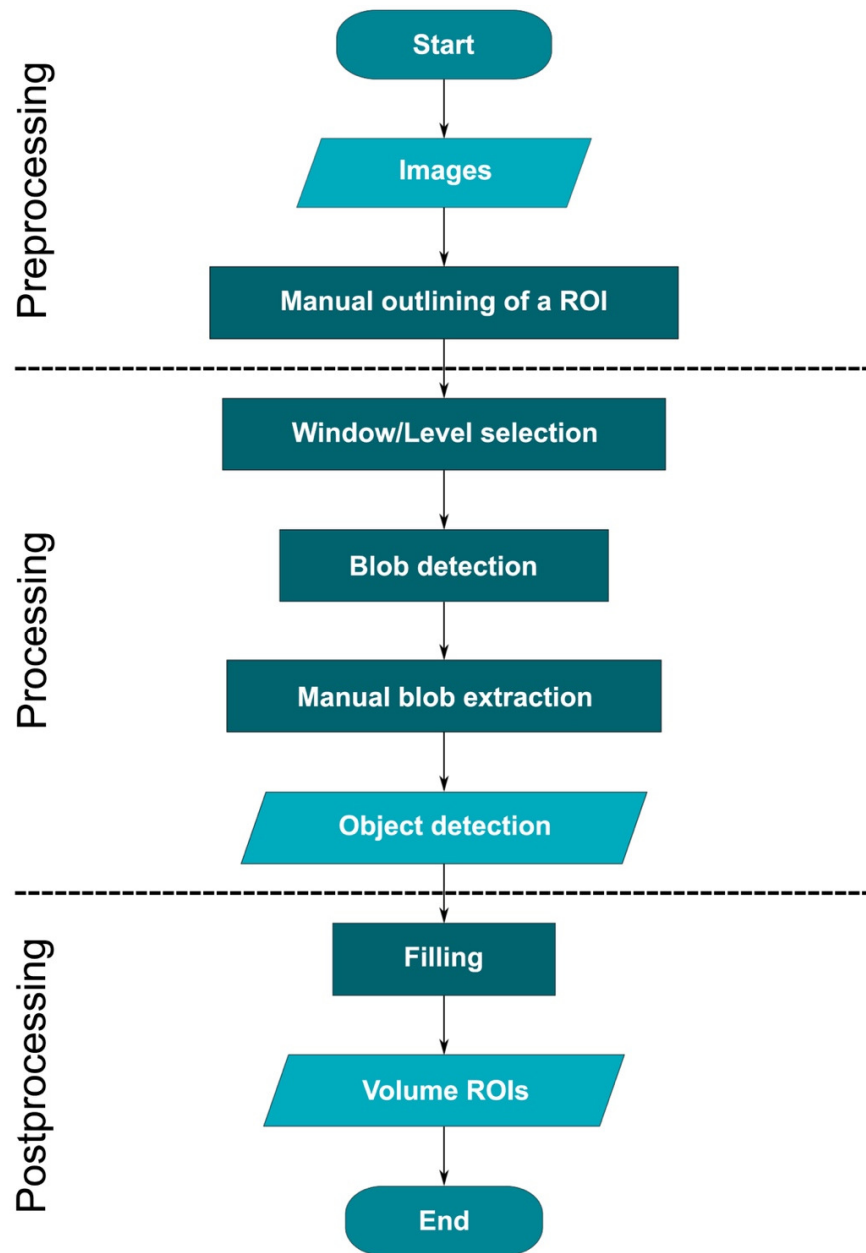 Preprocessing
Start
Images
Manual outlining of a ROI
Processing
Window/Level selection
Blob detection
Manual blob extraction
Object detection
Postprocessing
Filling
Volume ROIs
End